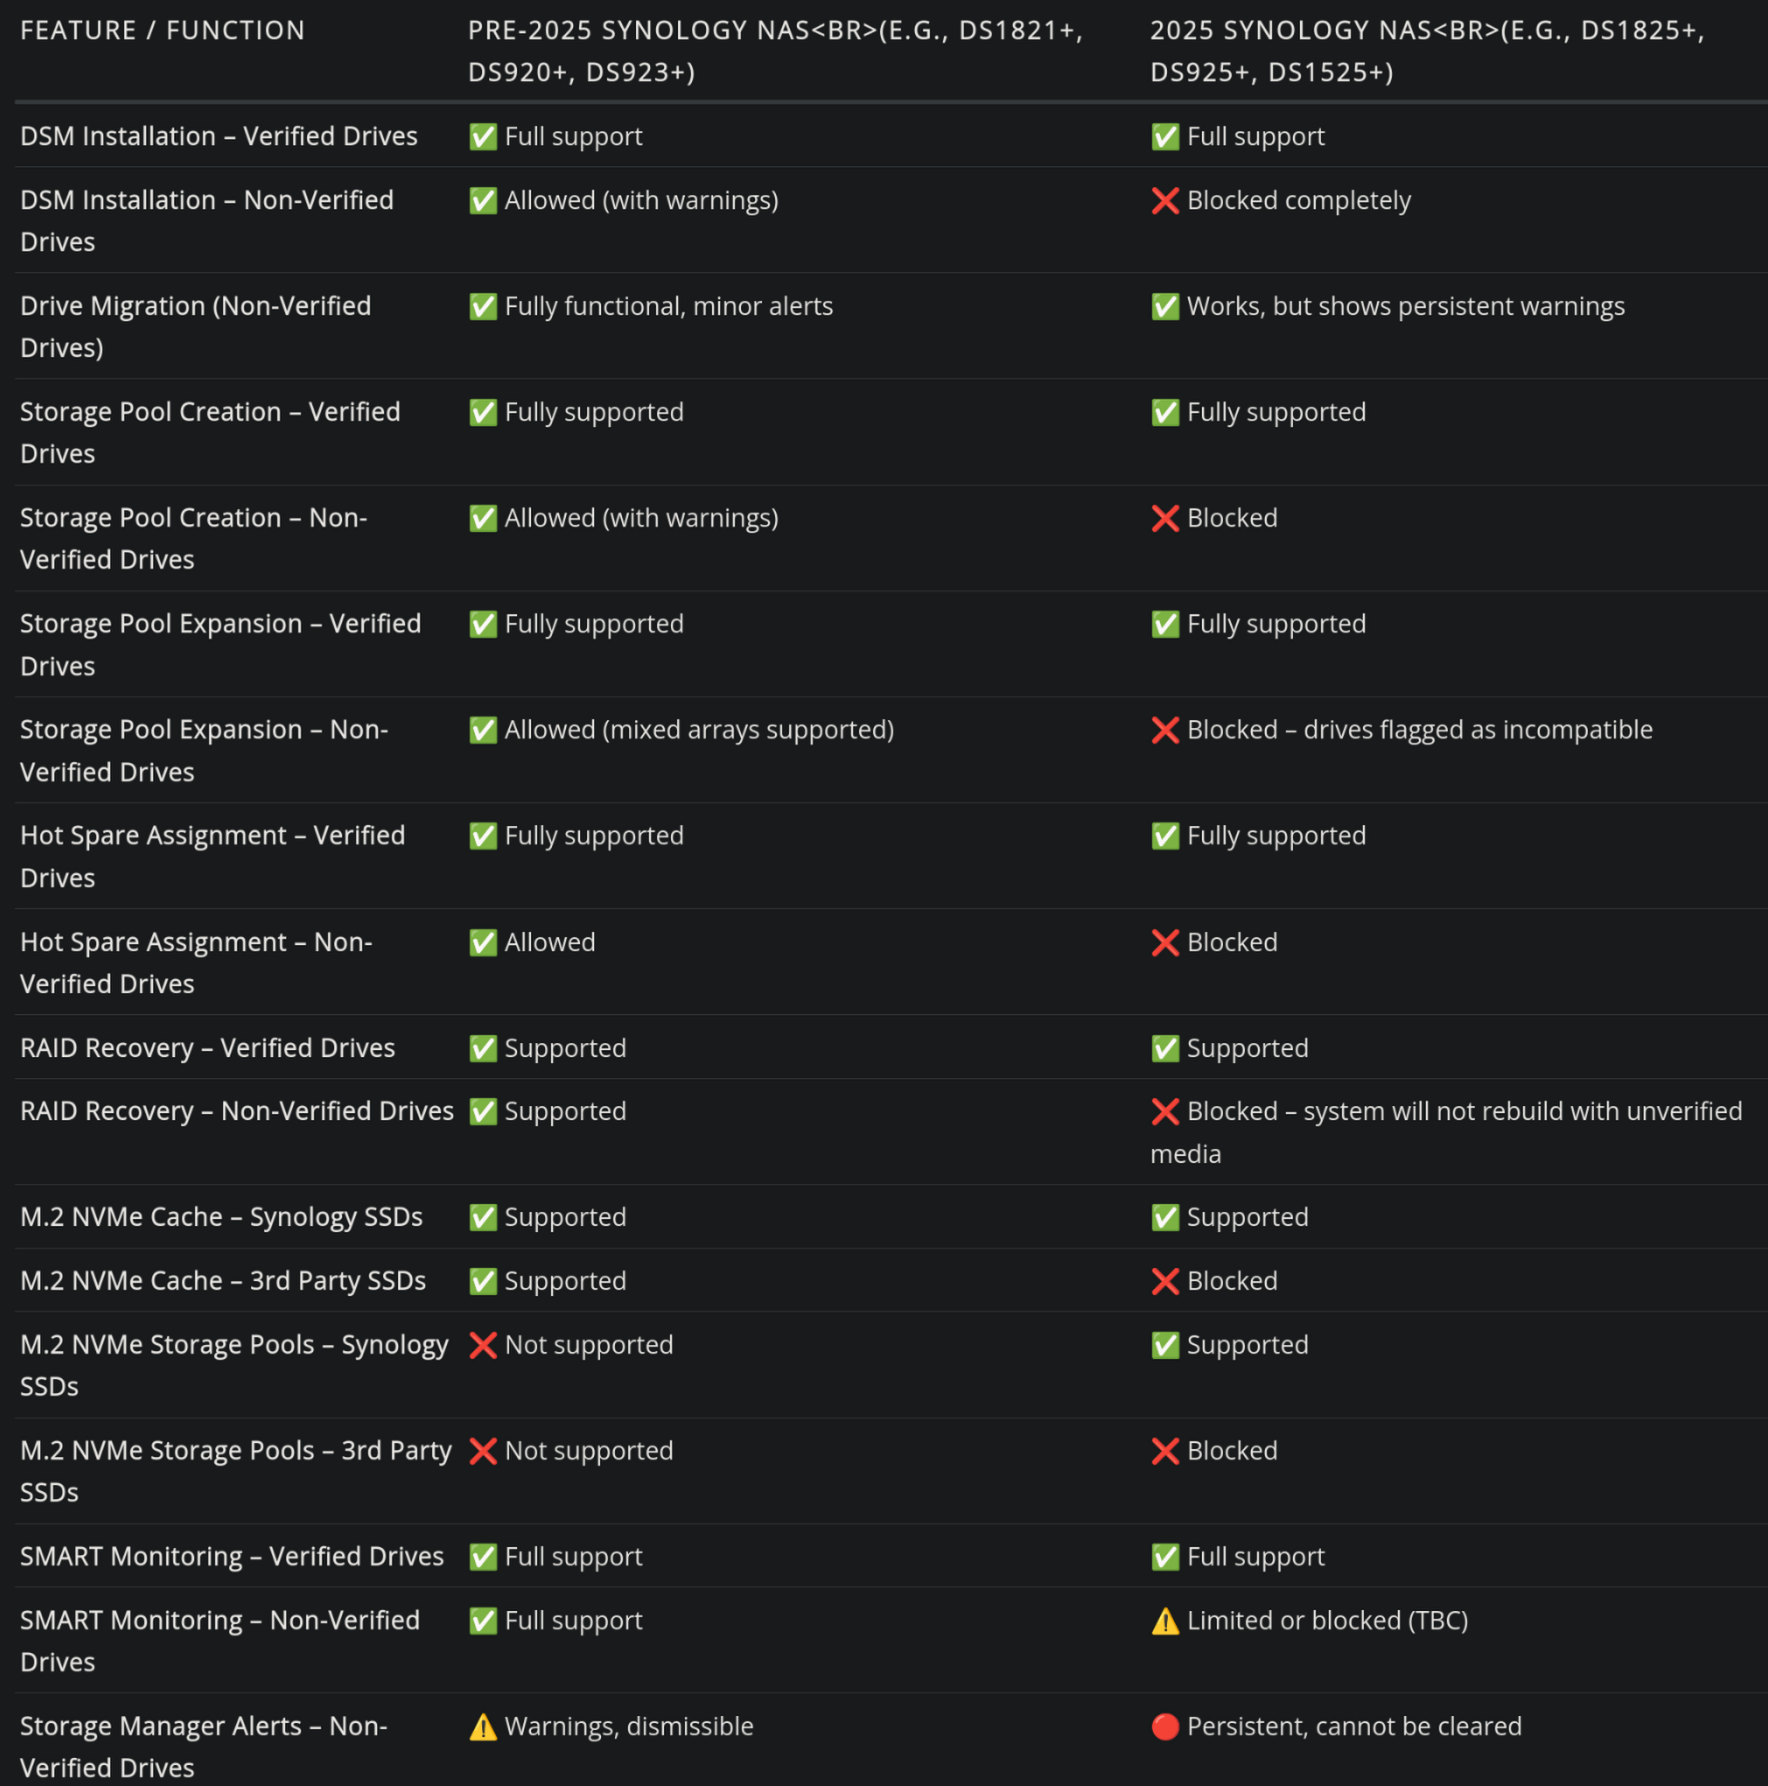 FEATURE / FUNCTION
PRE-2025 SYNOLOGY NAS<BR>(E.G., DS1821+,
DS920+, DS923+)
2025 SYNOLOGY NAS<BR>(E.G., DS1825+,
DS925+, DS1525+)
DSM Installation – Verified Drives
✅ Full support
✅ Full support
DSM Installation – Non-Verified
Drives
✅ Allowed (with warnings)
❌ Blocked completely
Drive Migration (Non-Verified
Drives)
✅ Fully functional, minor alerts
✅ Works, but shows persistent warnings
Storage Pool Creation – Verified
Drives
✅ Fully supported
✅ Fully supported
Storage Pool Creation – Non-
Verified Drives
✅ Allowed (with warnings)
❌ Blocked
Storage Pool Expansion – Verified
Drives
✅ Fully supported
✅ Fully supported
Storage Pool Expansion – Non-
Verified Drives
✅ Allowed (mixed arrays supported)
❌ Blocked – drives flagged as incompatible
Hot Spare Assignment – Verified
Drives
✅ Fully supported
✅ Fully supported
Hot Spare Assignment – Non-
Verified Drives
✅ Allowed
❌ Blocked
RAID Recovery – Verified Drives
✅ Supported
✅ Supported
RAID Recovery – Non-Verified Drives
✅ Supported
❌ Blocked – system will not rebuild with unverified
media
M.2 NVMe Cache – Synology SSDs
✅ Supported
✅ Supported
M.2 NVMe Cache – 3rd Party SSDs
✅ Supported
❌ Blocked
M.2 NVMe Storage Pools – Synology
SSDs
❌ Not supported
✅ Supported
M.2 NVMe Storage Pools – 3rd Party
SSDs
❌ Not supported
❌ Blocked
SMART Monitoring – Verified Drives
✅ Full support
✅ Full support
SMART Monitoring – Non-Verified
Drives
✅ Full support
⚠️ Limited or blocked (TBC)
Storage Manager Alerts – Non-
Verified Drives
⚠️ Warnings, dismissible
🔴 Persistent, cannot be cleared